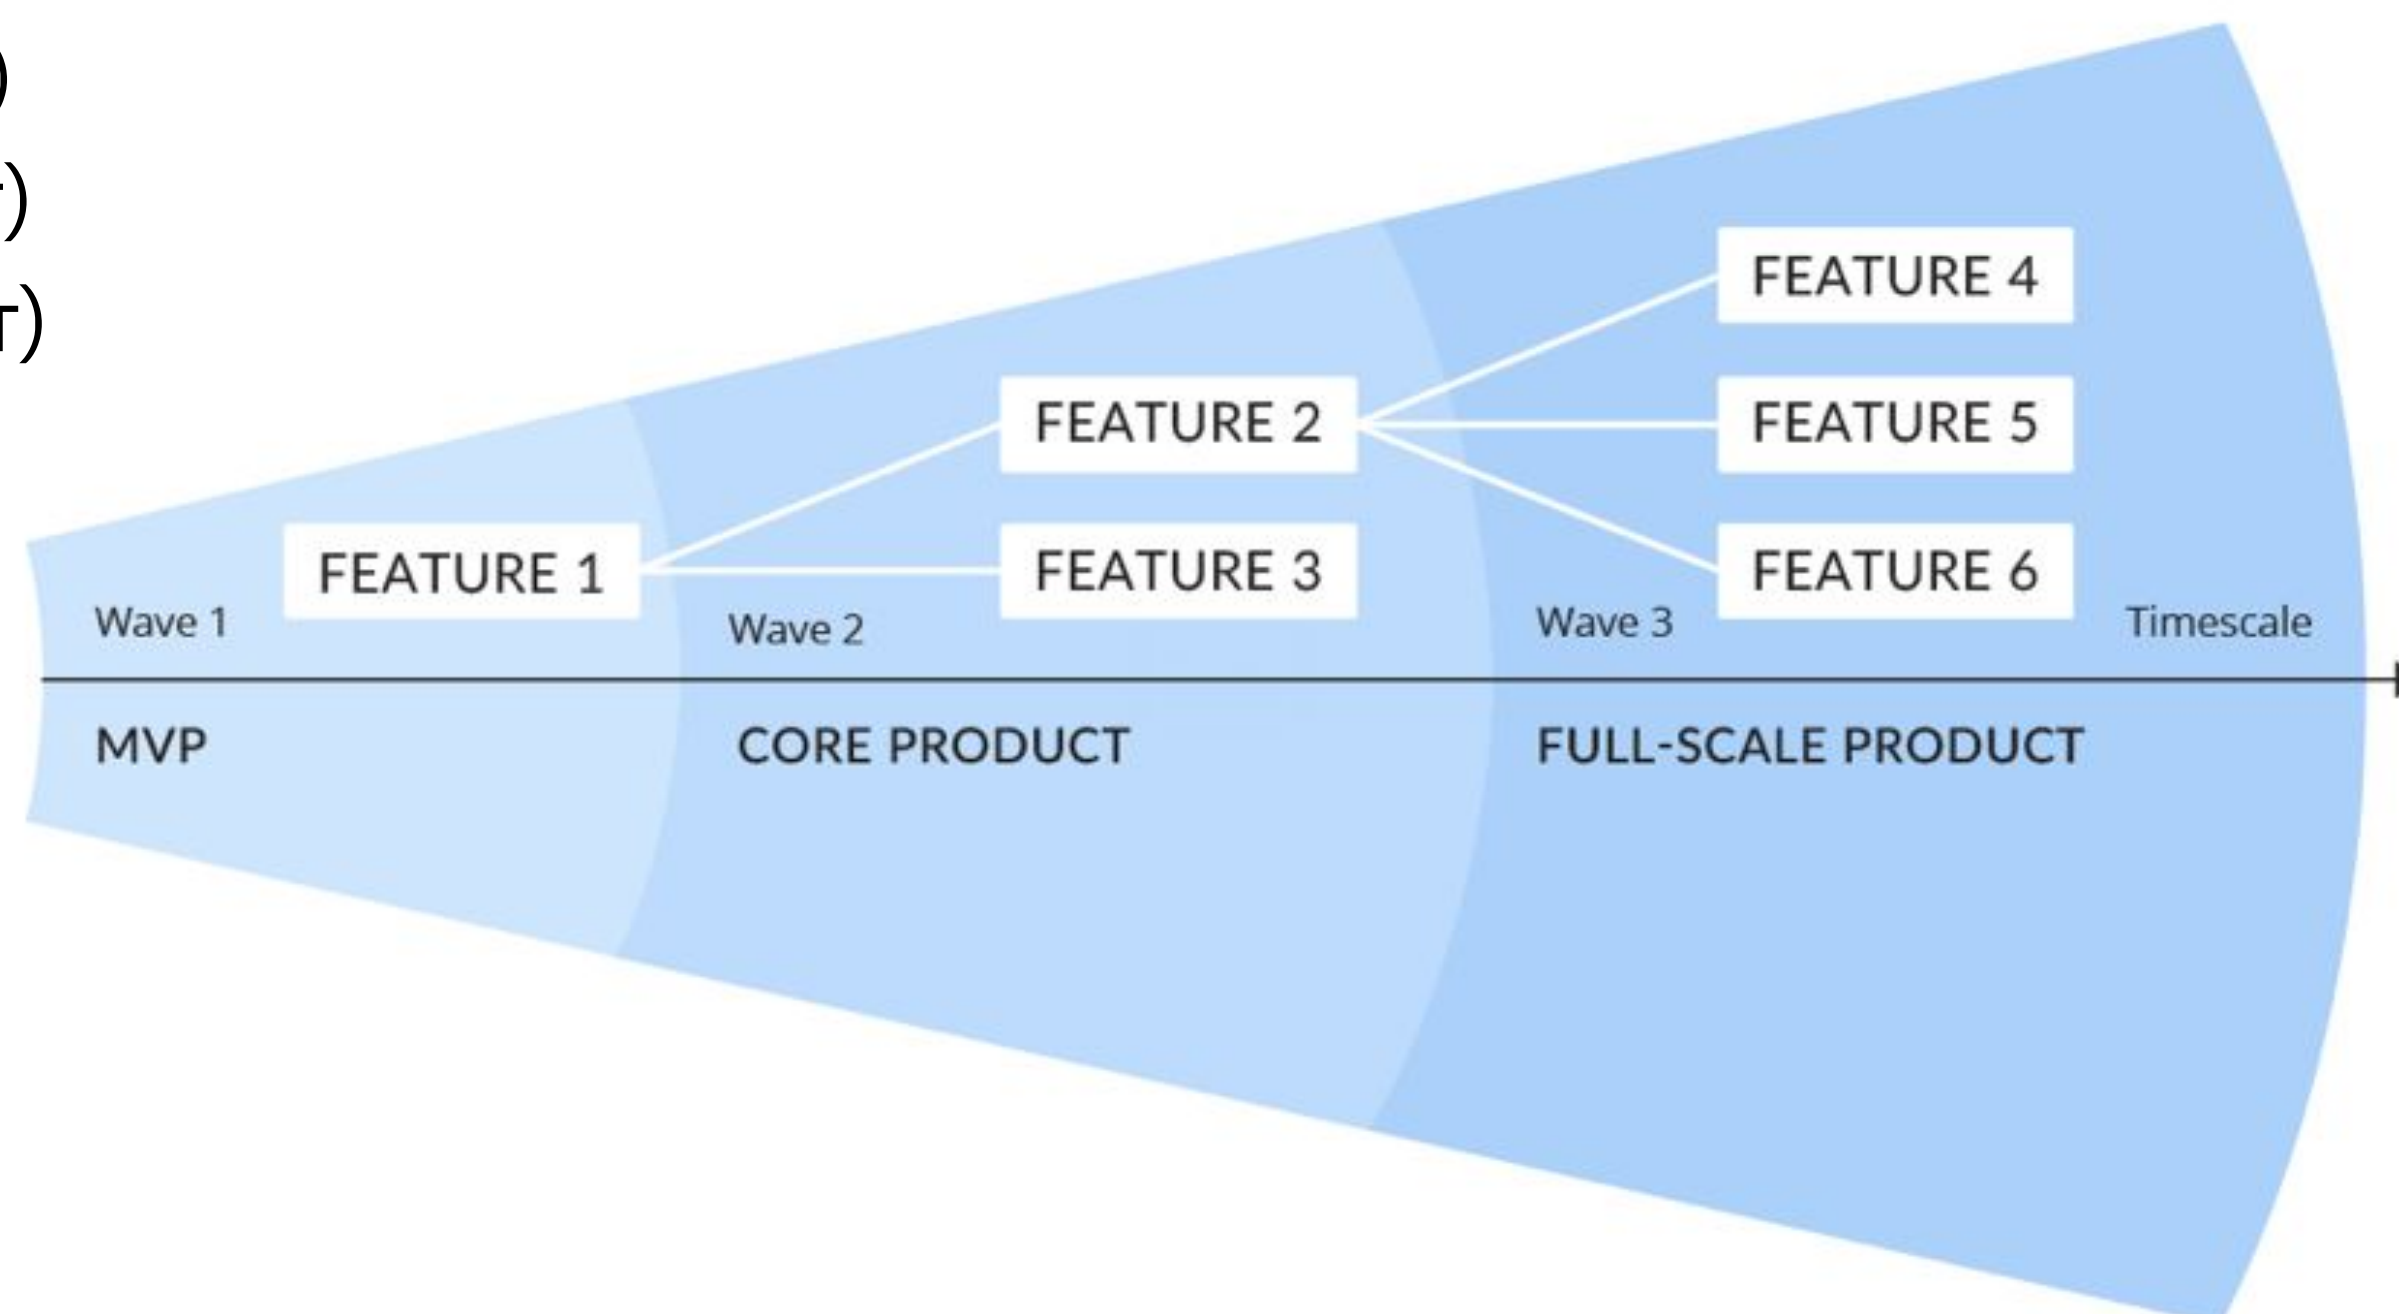 )
)
т)
FEATURE 4
FEATURE 2
FEATURE 5
FEATURE 1
FEATURE 3
FEATURE 6
Wave 1
Wave 2
Wave 3
Timescale
MVP
CORE PRODUCT
FULL-SCALE PRODUCT